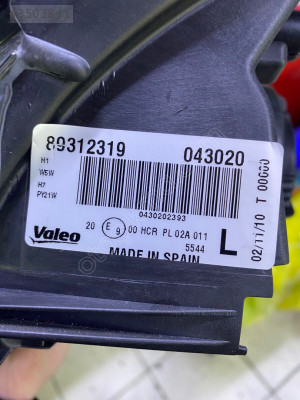 89312319 043020
H1
W5W
H7
PY21W
0430202393
20 E9 00 HCR PL 02A 011
5544
Valeo
L
MADE IN SPAIN
02/11/10 T 00660